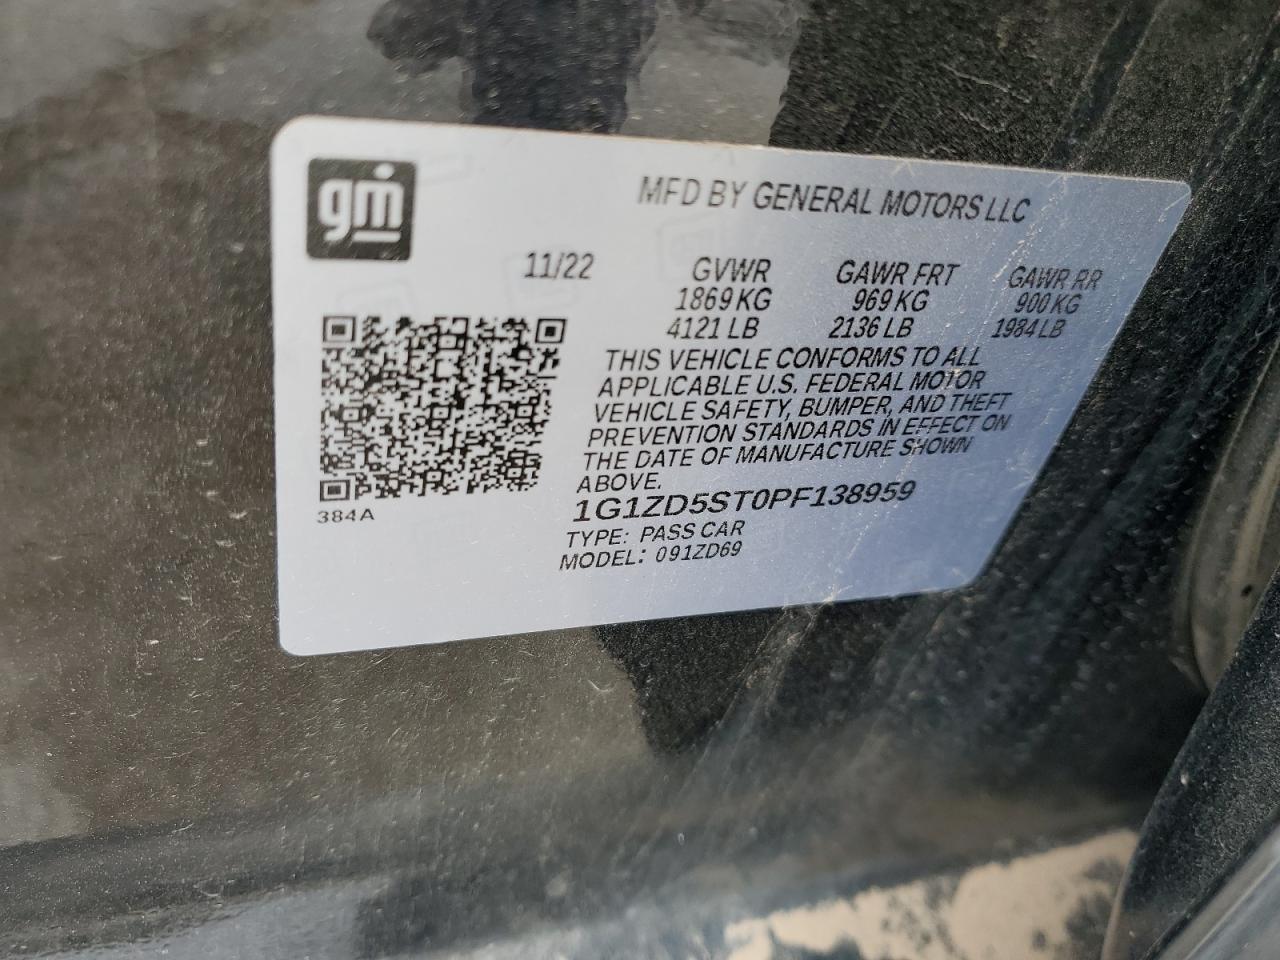 gm
MFD BY GENERAL MOTORS LLC
11/22 GVWR GAWR FRT GAWR RR
1869 KG 969 KG 900 KG
4121 LB 2136 LB 1984 LB
THIS VEHICLE CONFORMS TO ALL
APPLICABLE U.S. FEDERAL MOTOR
VEHICLE SAFETY, BUMPER, AND THEFT
PREVENTION STANDARDS IN EFFECT ON
THE DATE OF MANUFACTURE SHOWN
ABOVE.
384A
1G1ZD5ST0PF138959
TYPE: PASS CAR
MODEL: 091ZD69